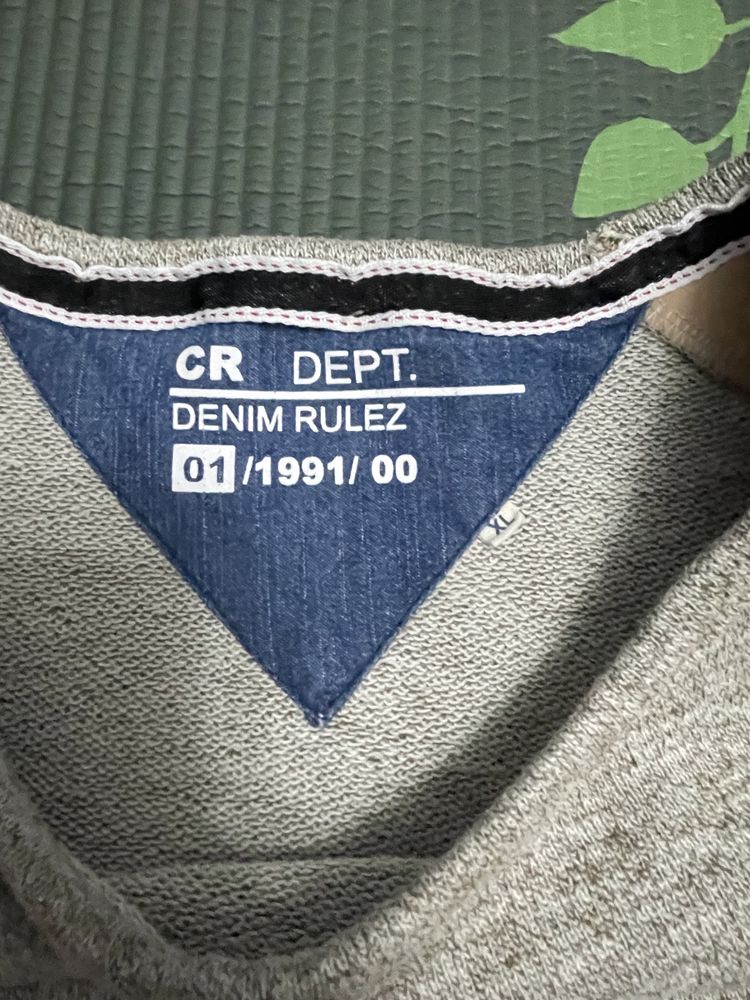 CR DEPT.
DENIM RULEZ
01 /1991/ 00
XL